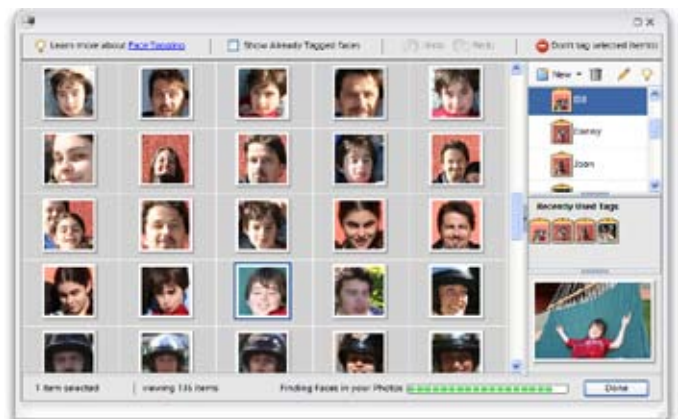 Learn more about Face Tagging
Show Already Tagged faces
Undo
Redo
Don't tag selected item(s)
New
Bill
Danny
Joan
Recently Used Tags
1 item selected
viewing 136 items
Finding Faces in your Photos
Done